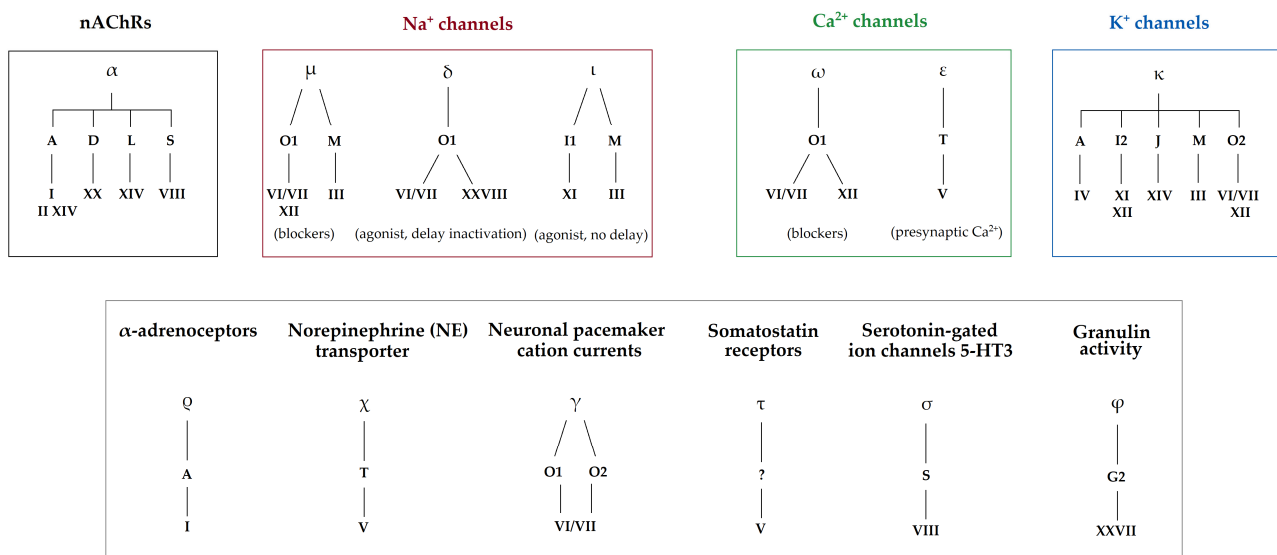 nAChRs
Na⁺ channels
Ca²⁺ channels
K⁺ channels
α
μ
δ
ι
ω
ε
κ
A D L S
O1 M
O1
I1 M
O1
T
A I2 J M O2
I XX XIV VIII
II XIV
VI/VII III
XII
VI/VII XXVIII
XI III
VI/VII XII
V
IV XI XIV III VI/VII
XII XII
(blockers)
(agonist, delay inactivation)
(agonist, no delay)
(blockers)
(presynaptic Ca²⁺)
α-adrenoceptors
Norepinephrine (NE)
transporter
Neuronal pacemaker
cation currents
Somatostatin
receptors
Serotonin-gated
ion channels 5-HT3
Granulin
activity
ϱ
χ
γ
τ
σ
φ
A
T
O1 O2
?
S
G2
I
V
VI/VII
V
VIII
XXVII